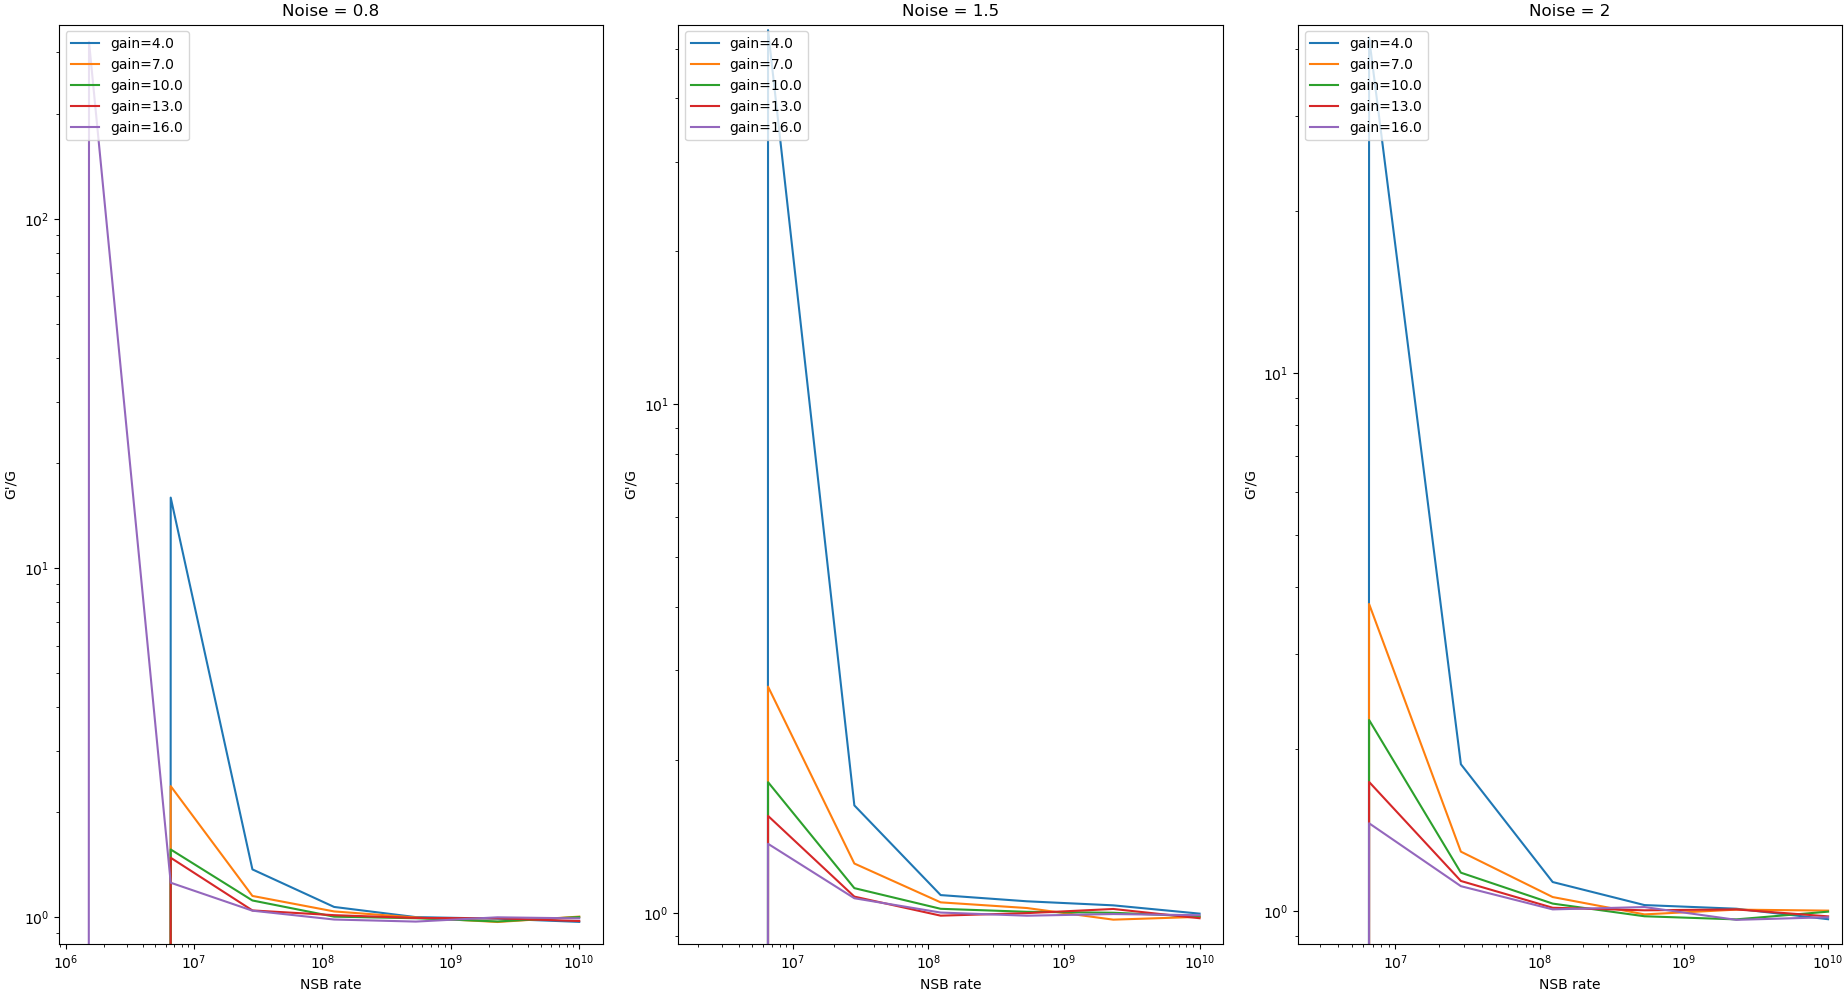 Noise = 0.8
gain=4.0
gain=7.0
gain=10.0
gain=13.0
gain=16.0
10²
10¹
10⁰
G'/G
10⁶ 10⁷ 10⁸ 10⁹ 10¹⁰
NSB rate
Noise = 1.5
gain=4.0
gain=7.0
gain=10.0
gain=13.0
gain=16.0
10¹
10⁰
G'/G
10⁷ 10⁸ 10⁹ 10¹⁰
NSB rate
Noise = 2
gain=4.0
gain=7.0
gain=10.0
gain=13.0
gain=16.0
10¹
10⁰
G'/G
10⁷ 10⁸ 10⁹ 10¹⁰
NSB rate